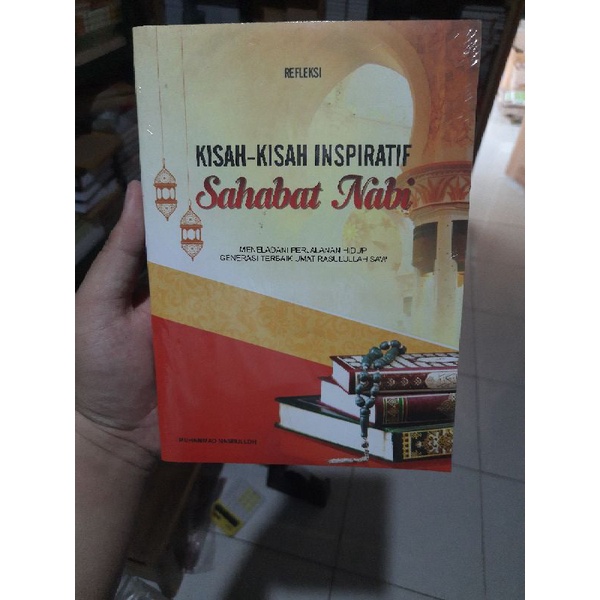 REFLEKSI
KISAH-KISAH INSPIRATIF
Sahabat Nabi
MENELADANI PERJALANAN HIDUP
GENERASI TERBAIK UMAT RASULULLAH SAW